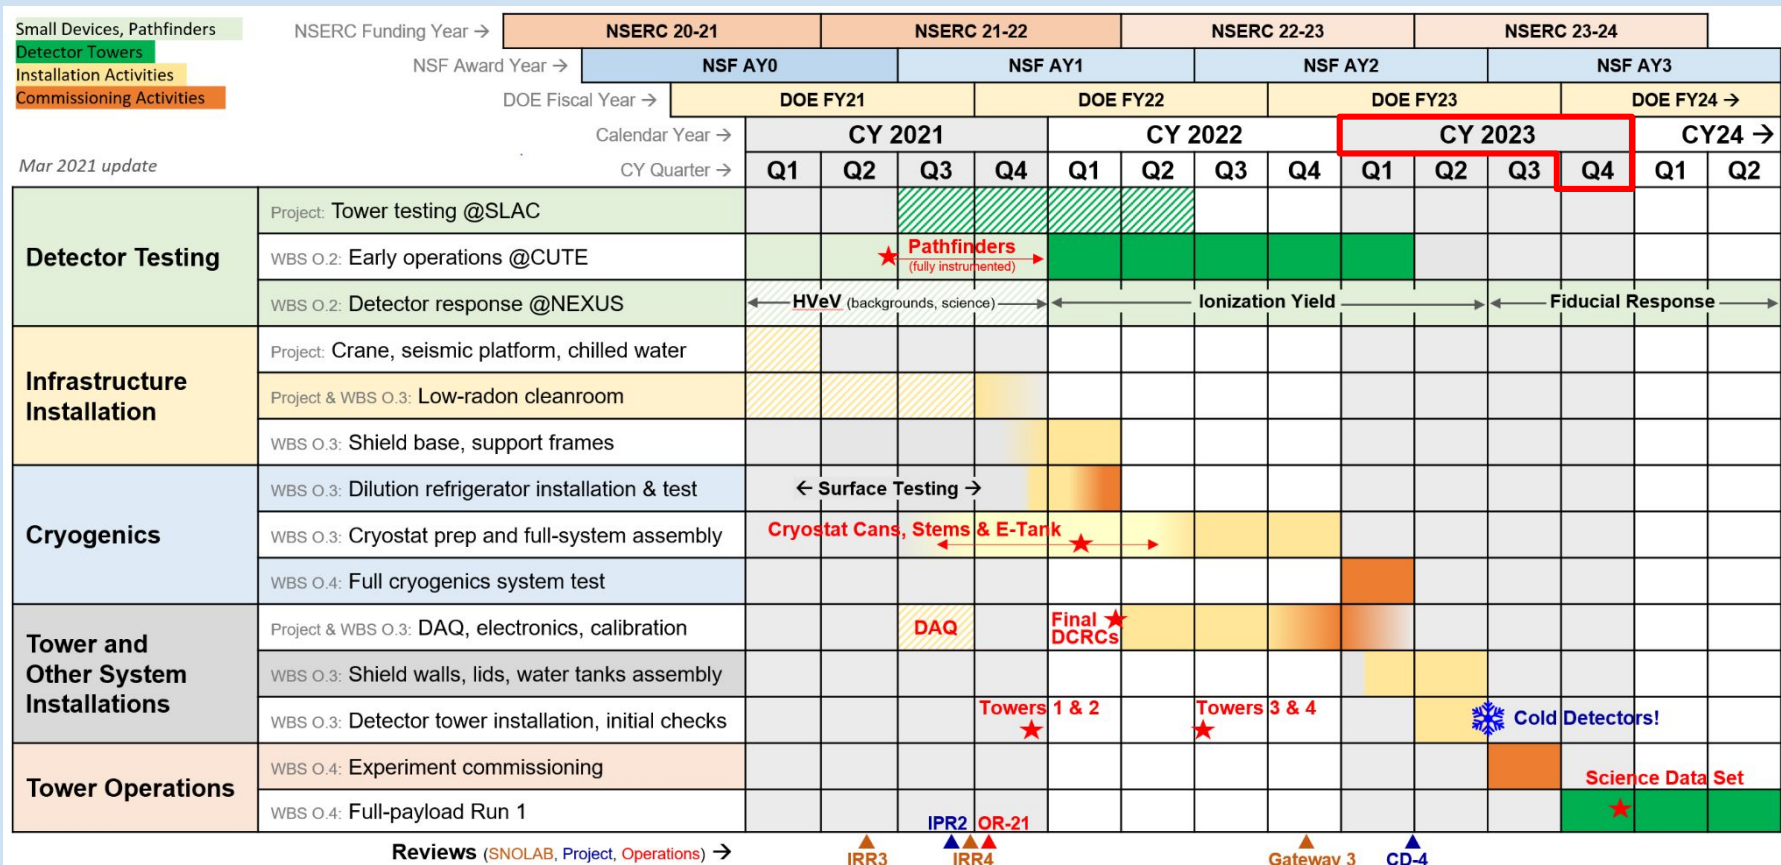 Small Devices, Pathfinders
Detector Towers
Installation Activities
Commissioning Activities
NSERC Funding Year → NSERC 20-21 NSERC 21-22 NSERC 22-23 NSERC 23-24
NSF Award Year → NSF AY0 NSF AY1 NSF AY2 NSF AY3
DOE Fiscal Year → DOE FY21 DOE FY22 DOE FY23 DOE FY24 →
Calendar Year → CY 2021 CY 2022 CY 2023 CY24 →
Mar 2021 update
CY Quarter → Q1 Q2 Q3 Q4 Q1 Q2 Q3 Q4 Q1 Q2 Q3 Q4 Q1 Q2
Detector Testing
Project: Tower testing @SLAC
WBS O.2: Early operations @CUTE
Pathfinders
(fully instrumented)
WBS O.2: Detector response @NEXUS
HVeV (backgrounds, science)
Ionization Yield
Fiducial Response
Infrastructure
Installation
Project: Crane, seismic platform, chilled water
Project & WBS O.3: Low-radon cleanroom
WBS O.3: Shield base, support frames
Cryogenics
WBS O.3: Dilution refrigerator installation & test
← Surface Testing →
WBS O.3: Cryostat prep and full-system assembly
Cryostat Cans, Stems & E-Tank
WBS O.4: Full cryogenics system test
Tower and
Other System
Installations
Project & WBS O.3: DAQ, electronics, calibration
DAQ
Final
DCRCs
WBS O.3: Shield walls, lids, water tanks assembly
WBS O.3: Detector tower installation, initial checks
Towers 1 & 2
Towers 3 & 4
Cold Detectors!
Tower Operations
WBS O.4: Experiment commissioning
Science Data Set
WBS O.4: Full-payload Run 1
IPR2 OR-21
Reviews (SNOLAB, Project, Operations) →
IRR3 IRR4 Gateway 3 CD-4